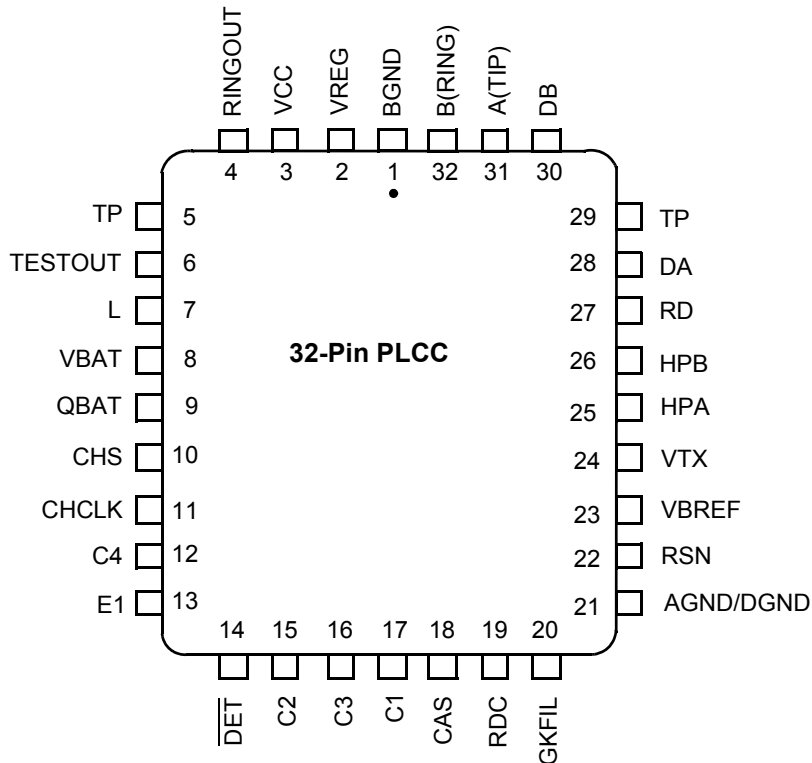 RINGOUT
VCC
VREG
BGND
B(RING)
A(TIP)
DB
4
3
2
1
32
31
30
TP
5
29
TP
TESTOUT
6
28
DA
L
7
27
RD
32-Pin PLCC
VBAT
8
26
HPB
QBAT
9
25
HPA
CHS
10
24
VTX
CHCLK
11
23
VBREF
C4
12
22
RSN
E1
13
21
AGND/DGND
14
15
16
17
18
19
20
DET
C2
C3
C1
CAS
RDC
GKFIL